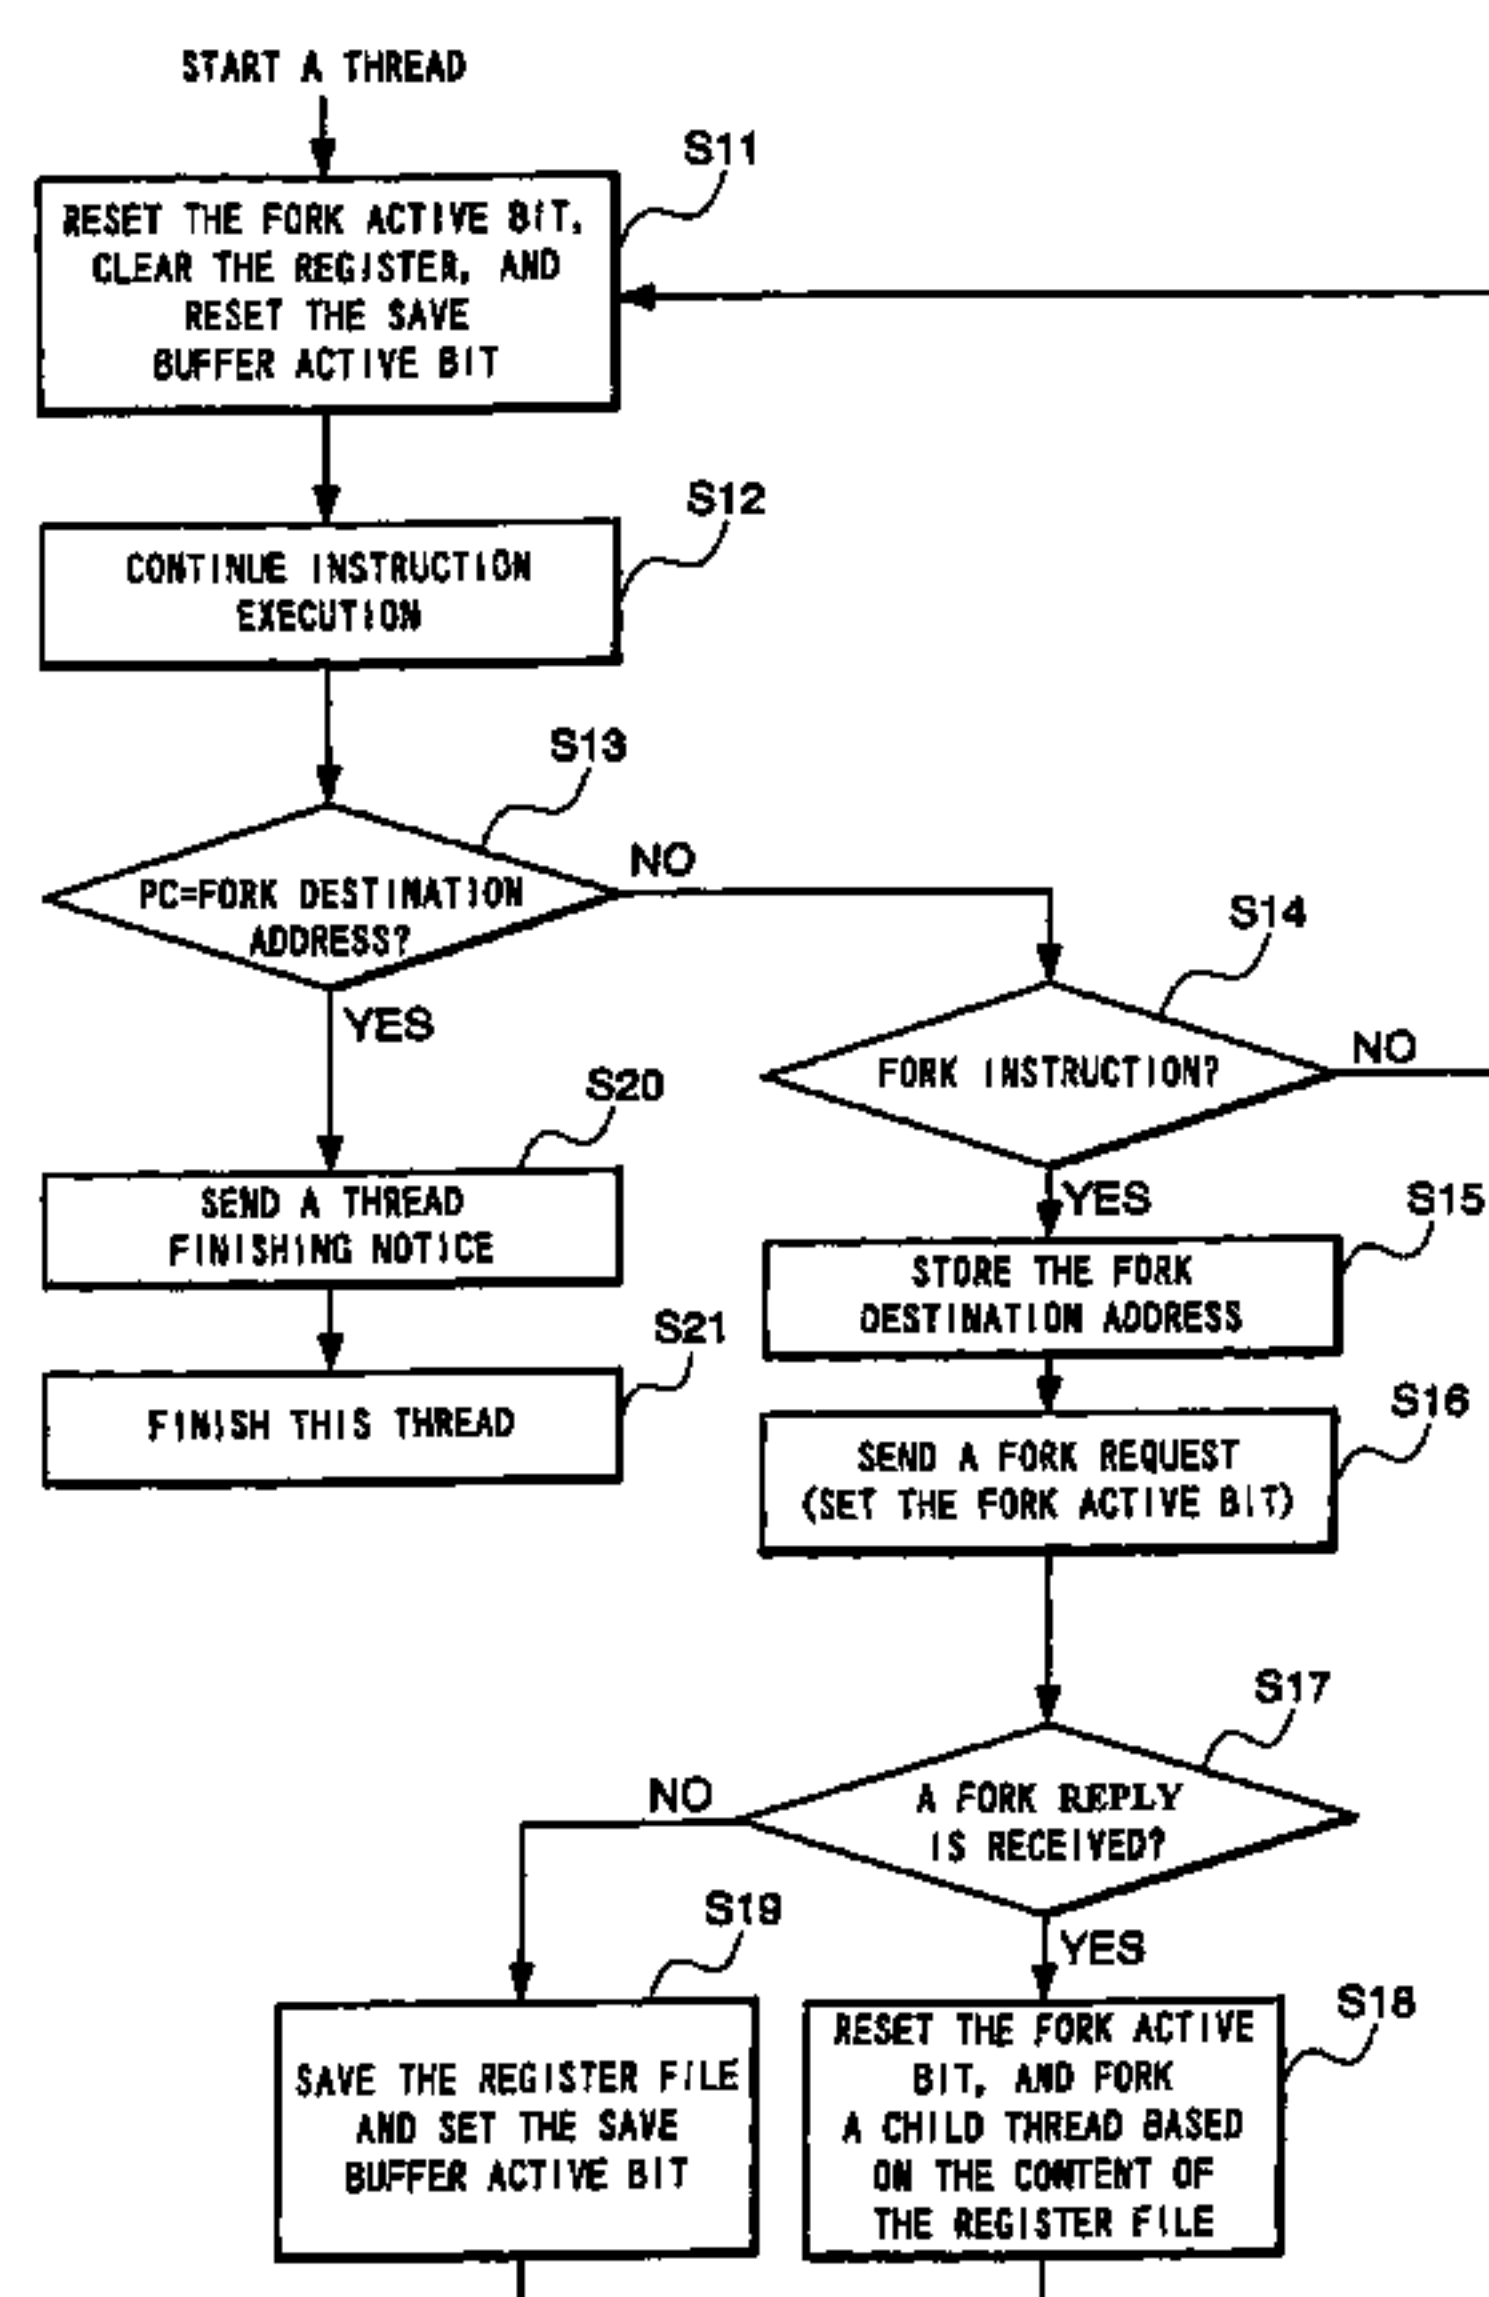 START A THREAD
S11
RESET THE FORK ACTIVE BIT,
CLEAR THE REGISTER, AND
RESET THE SAVE
BUFFER ACTIVE BIT
S12
CONTINUE INSTRUCTION
EXECUTION
S13
PC=FORK DESTINATION
ADDRESS?
NO
YES
S14
FORK INSTRUCTION?
NO
YES
S20
SEND A THREAD
FINISHING NOTICE
S15
STORE THE FORK
DESTINATION ADDRESS
S21
FINISH THIS THREAD
S16
SEND A FORK REQUEST
(SET THE FORK ACTIVE BIT)
S17
A FORK REPLY
IS RECEIVED?
NO
YES
S19
SAVE THE REGISTER FILE
AND SET THE SAVE
BUFFER ACTIVE BIT
S18
RESET THE FORK ACTIVE
BIT, AND FORK
A CHILD THREAD BASED
ON THE CONTENT OF
THE REGISTER FILE